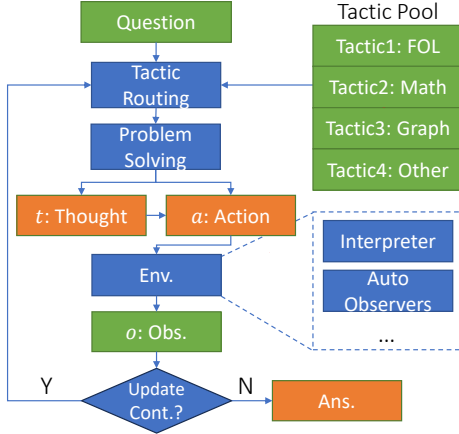 Tactic Pool
Question
Tactic1: FOL
Tactic
Routing
Tactic2: Math
Problem
Solving
Tactic3: Graph
Tactic4: Other
t: Thought
a: Action
Interpreter
Env.
Auto
Observers
...
o: Obs.
Y
Update
Cont.?
N
Ans.